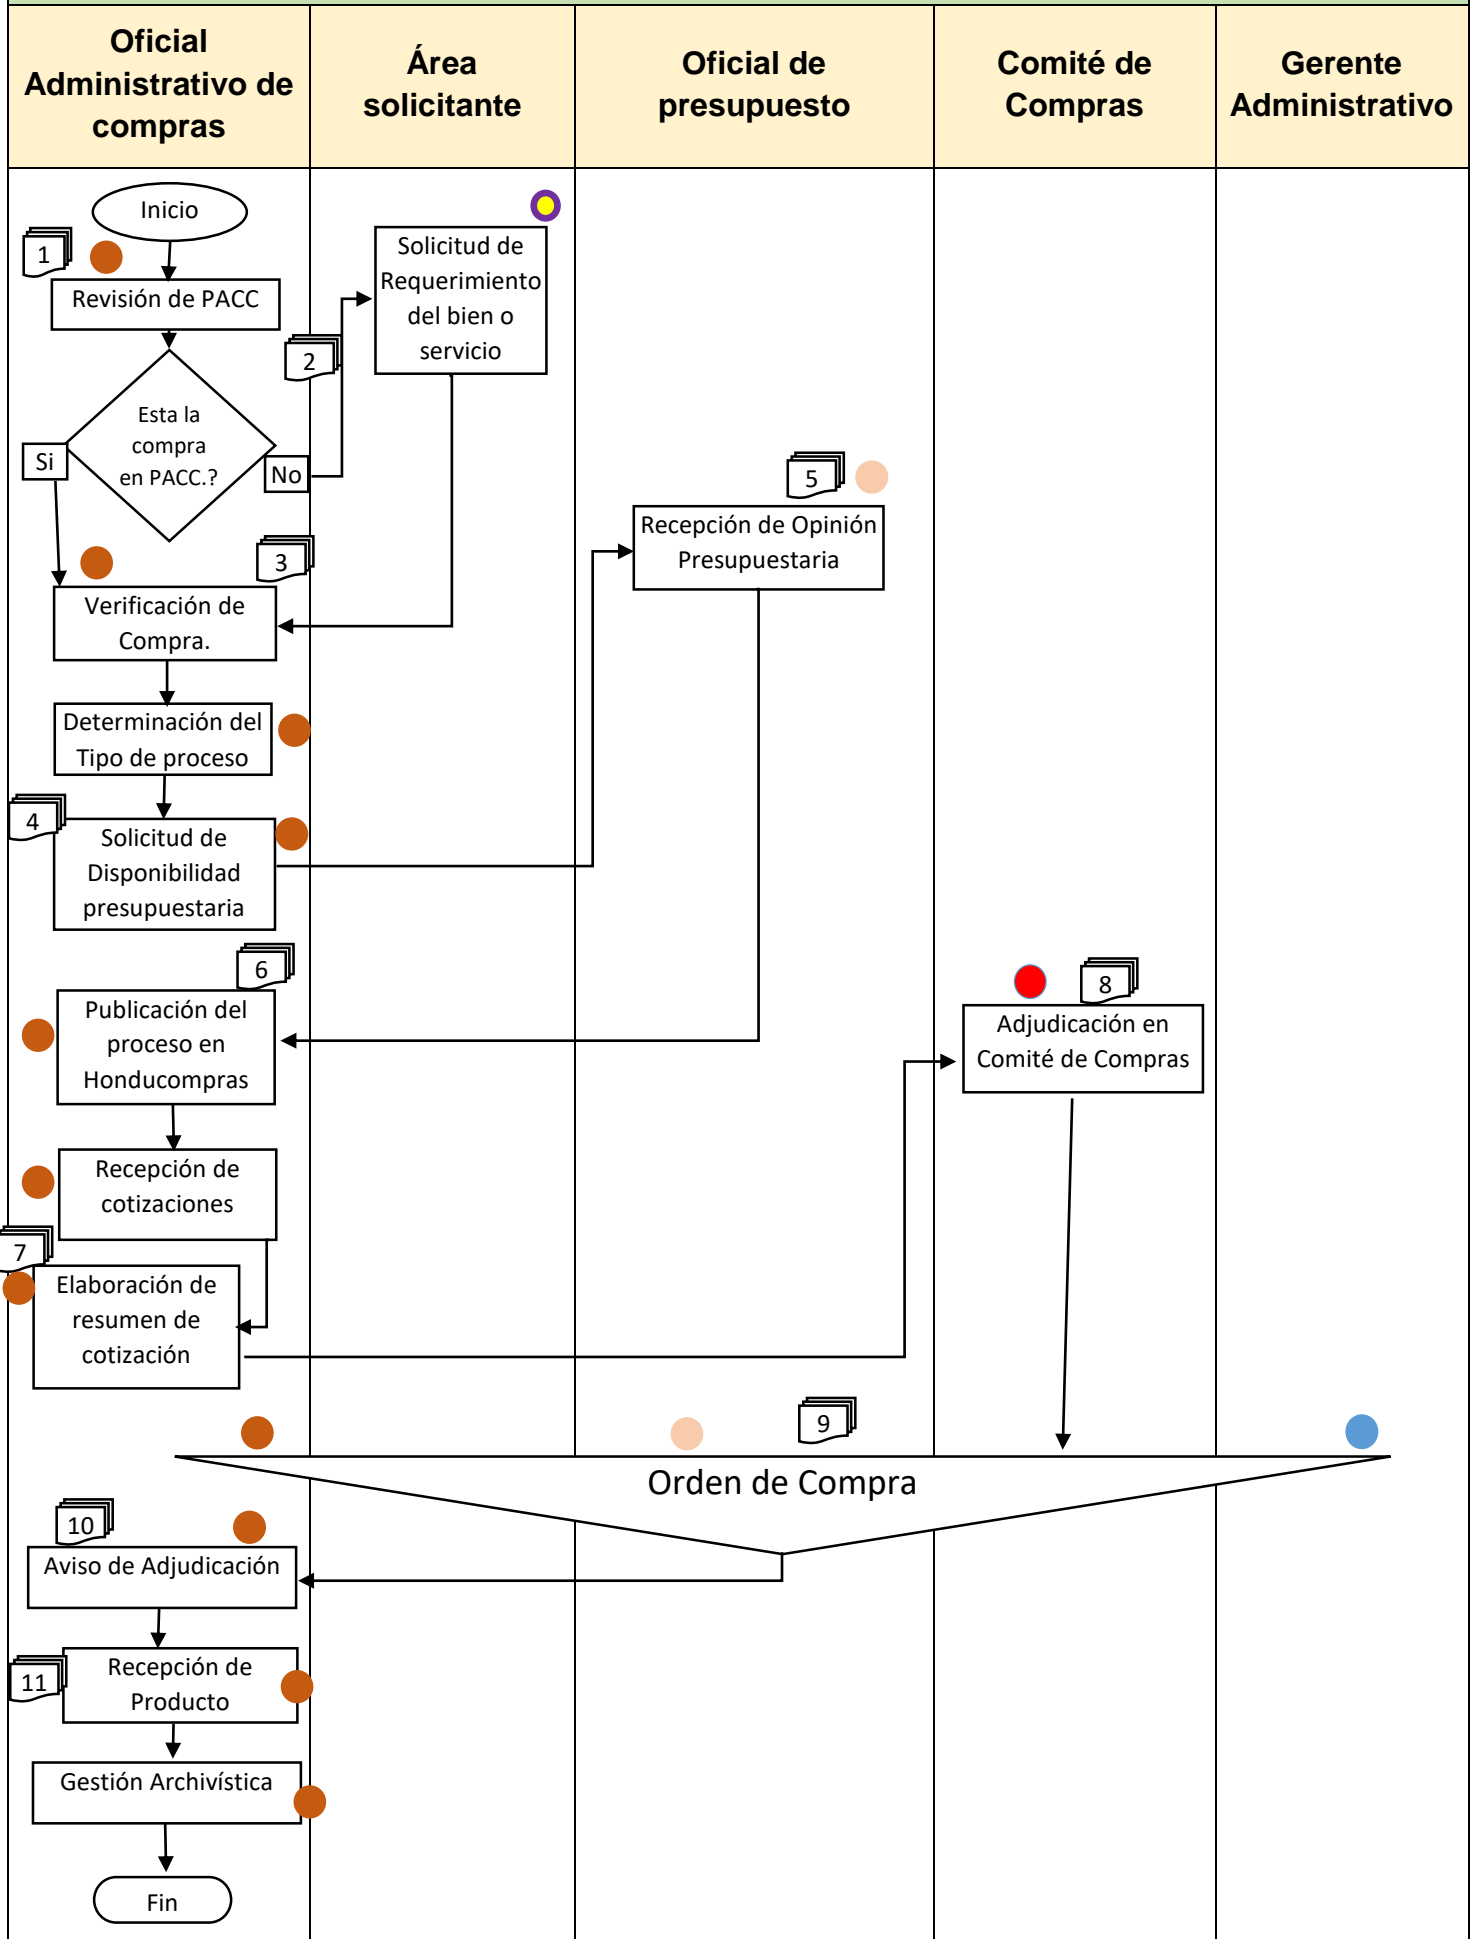 Oficial
Administrativo de
compras
Área
solicitante
Oficial de
presupuesto
Comité de
Compras
Gerente
Administrativo
Inicio
1
Revisión de PACC
Solicitud de
Requerimiento
del bien o
servicio
2
Esta la
compra
en PACC.?
Si
No
5
Recepción de Opinión
Presupuestaria
3
Verificación de
Compra.
Determinación del
Tipo de proceso
4
Solicitud de
Disponibilidad
presupuestaria
6
Publicación del
proceso en
Honducompras
8
Adjudicación en
Comité de Compras
Recepción de
cotizaciones
7
Elaboración de
resumen de
cotización
9
Orden de Compra
10
Aviso de Adjudicación
11
Recepción de
Producto
Gestión Archivística
Fin